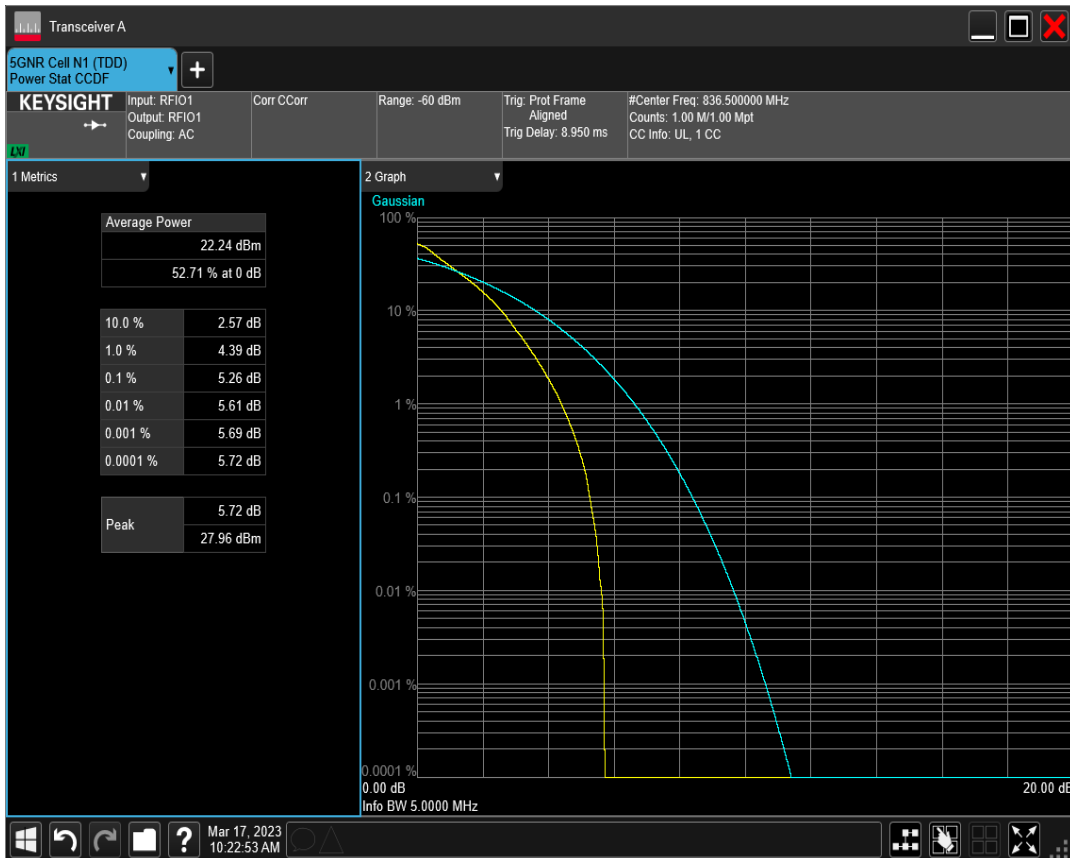 Transceiver A
5GNR Cell N1 (TDD)
Power Stat CCDF
+
KEYSIGHT
LXI
Input: RFIO1
Output: RFIO1
Coupling: AC
Corr CCorr
Range: -60 dBm
Trig: Prot Frame
Aligned
Trig Delay: 8.950 ms
#Center Freq: 836.500000 MHz
Counts: 1.00 M/1.00 Mpt
CC Info: UL, 1 CC
1 Metrics
Average Power
22.24 dBm
52.71 % at 0 dB
10.0 % 2.57 dB
1.0 % 4.39 dB
0.1 % 5.26 dB
0.01 % 5.61 dB
0.001 % 5.69 dB
0.0001 % 5.72 dB
Peak 5.72 dB
27.96 dBm
2 Graph
Gaussian
100 %
10 %
1 %
0.1 %
0.01 %
0.001 %
0.0001 %
0.00 dB 20.00 dB
Info BW 5.0000 MHz
?
Mar 17, 2023
10:22:53 AM